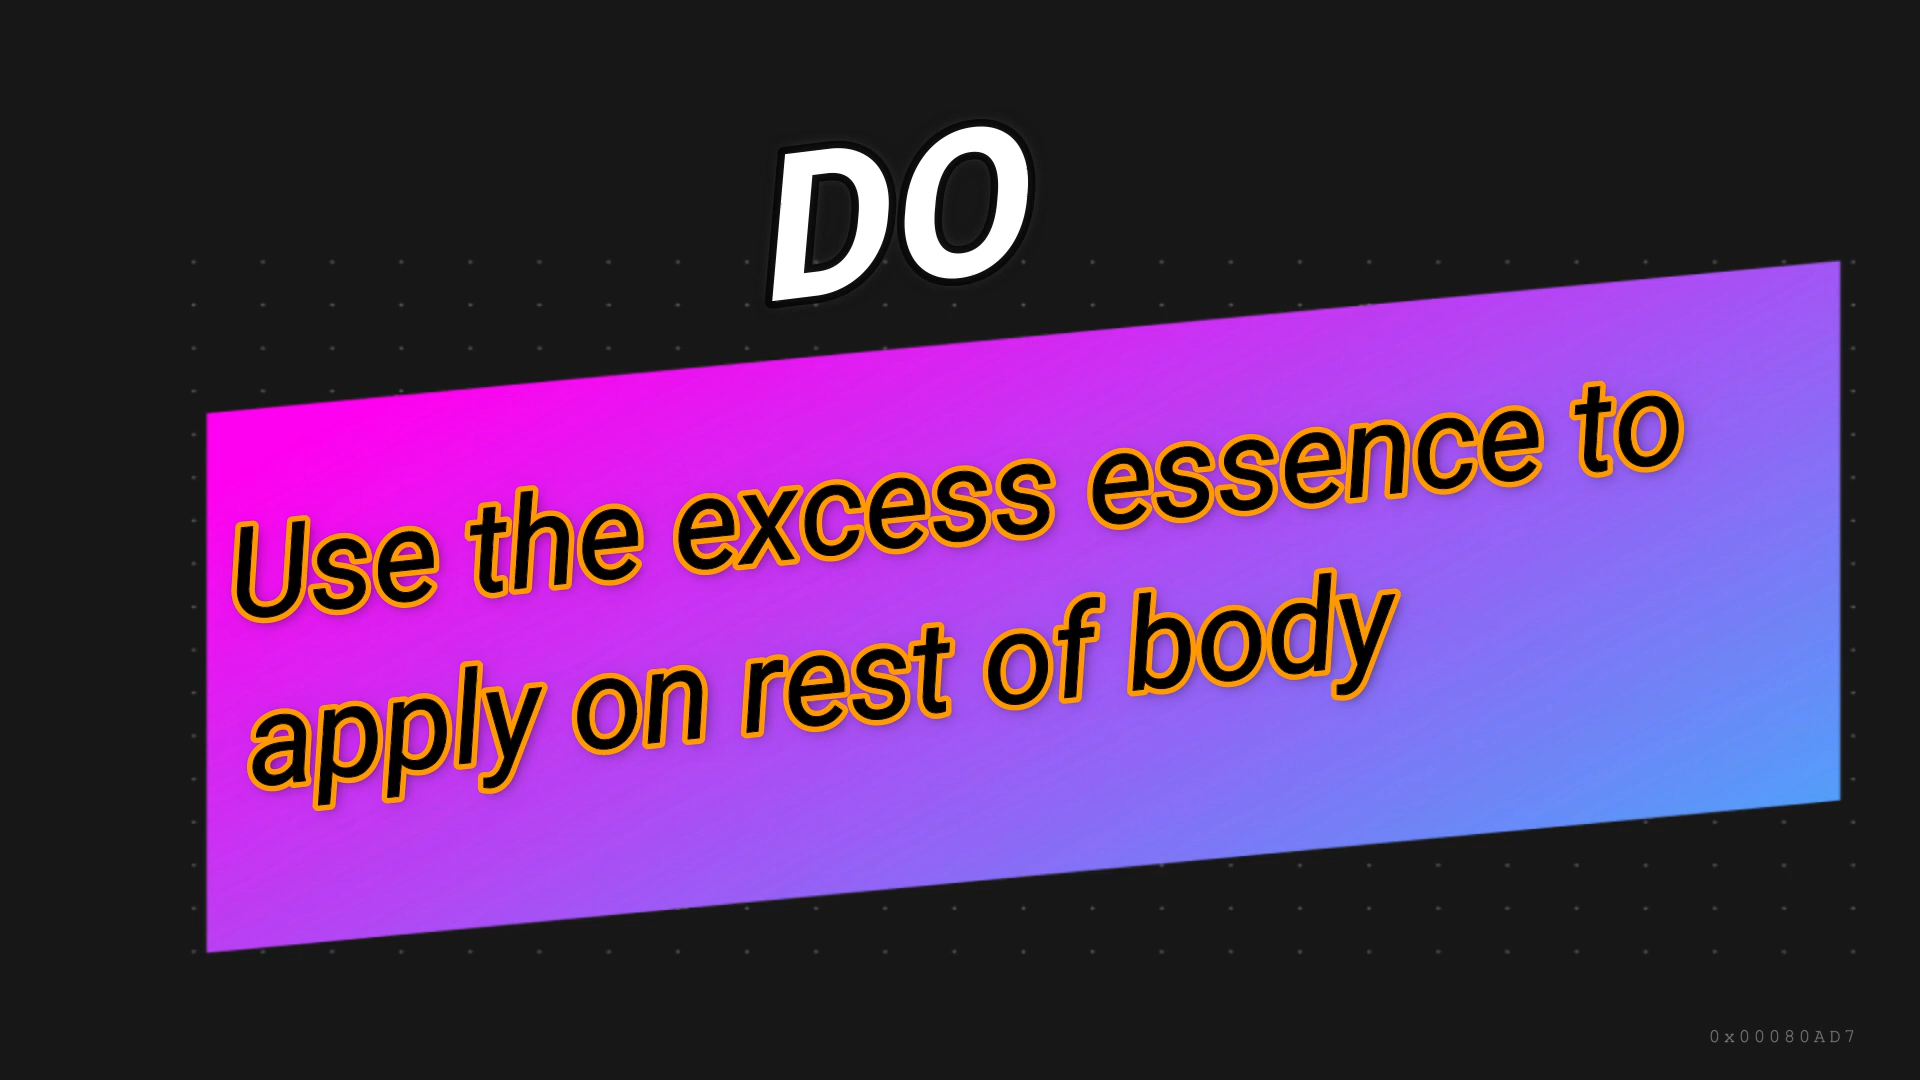 DO
Use the excess essence to
apply on rest of body
0x00080AD7